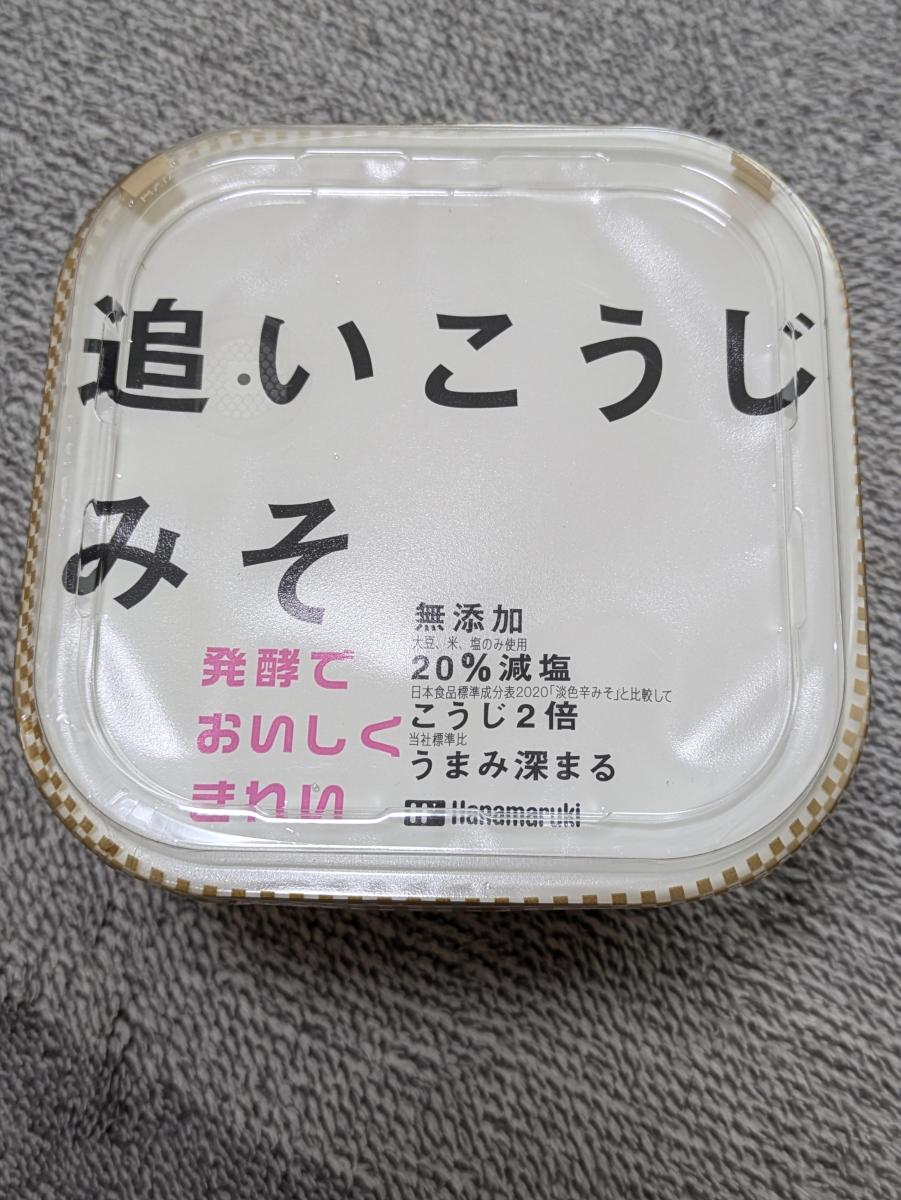 追いこうじ
みそ
発酵で
おいしく
きれい
無添加
大豆、米、塩のみ使用
20%減塩
日本食品標準成分表2020「淡色辛みそ」と比較して
こうじ2倍
当社標準比
うまみ深まる
Hanamaruki